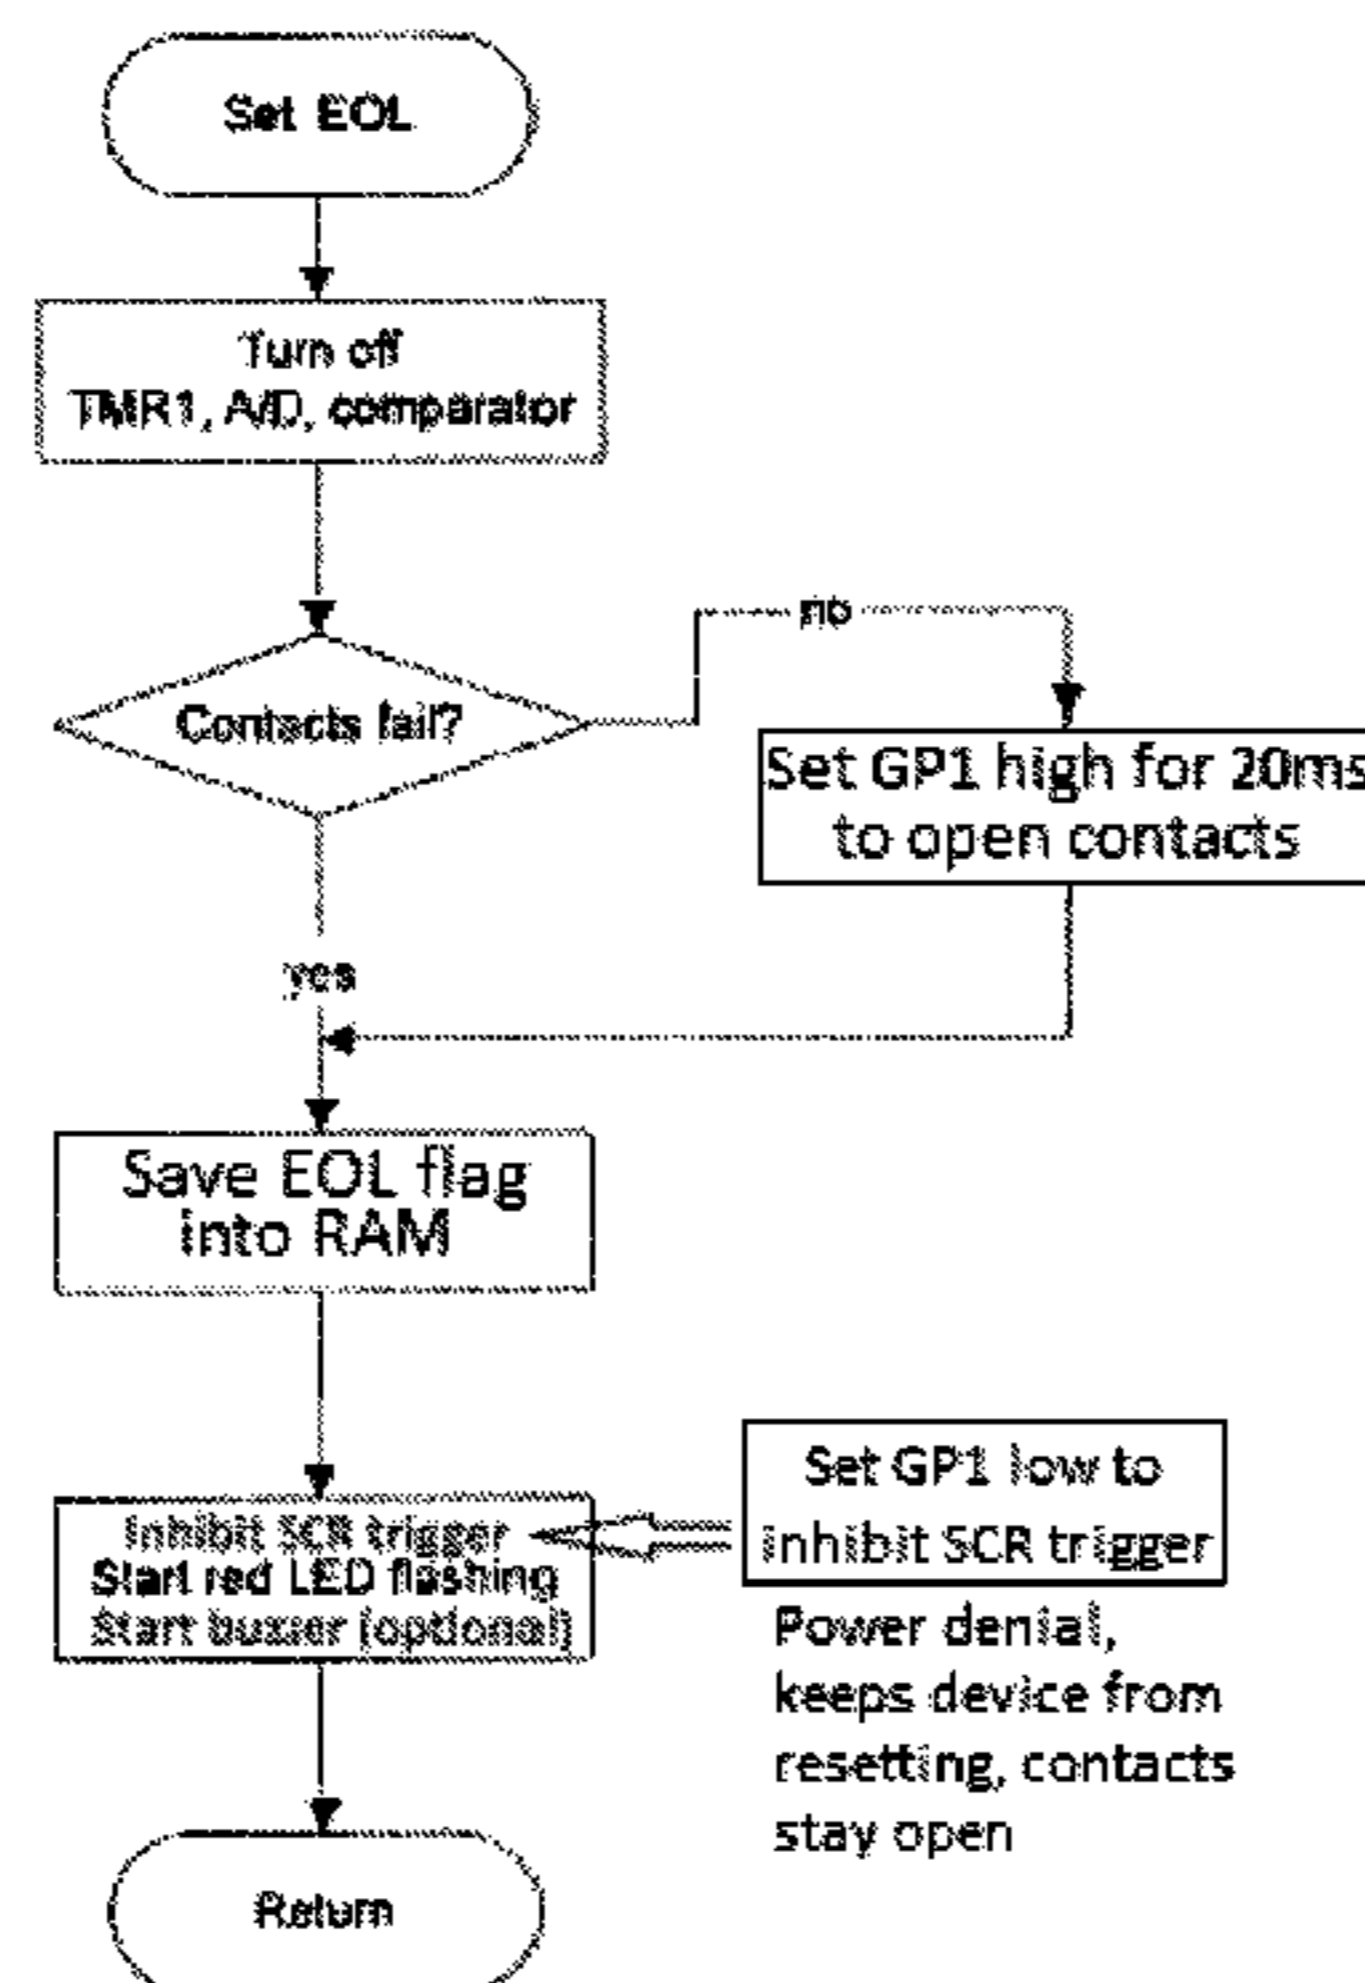 Set EOL
Turn off
TMR1, A/D, comparator
no
Contacts fail?
Set GP1 high for 20ms
to open contacts
yes
Save EOL flag
into RAM
Set GP1 low to
inhibit SCR trigger
Inhibit SCR trigger
Start red LED flashing
Start buzzer (optional)
Power denial,
keeps device from
resetting, contacts
stay open
Return